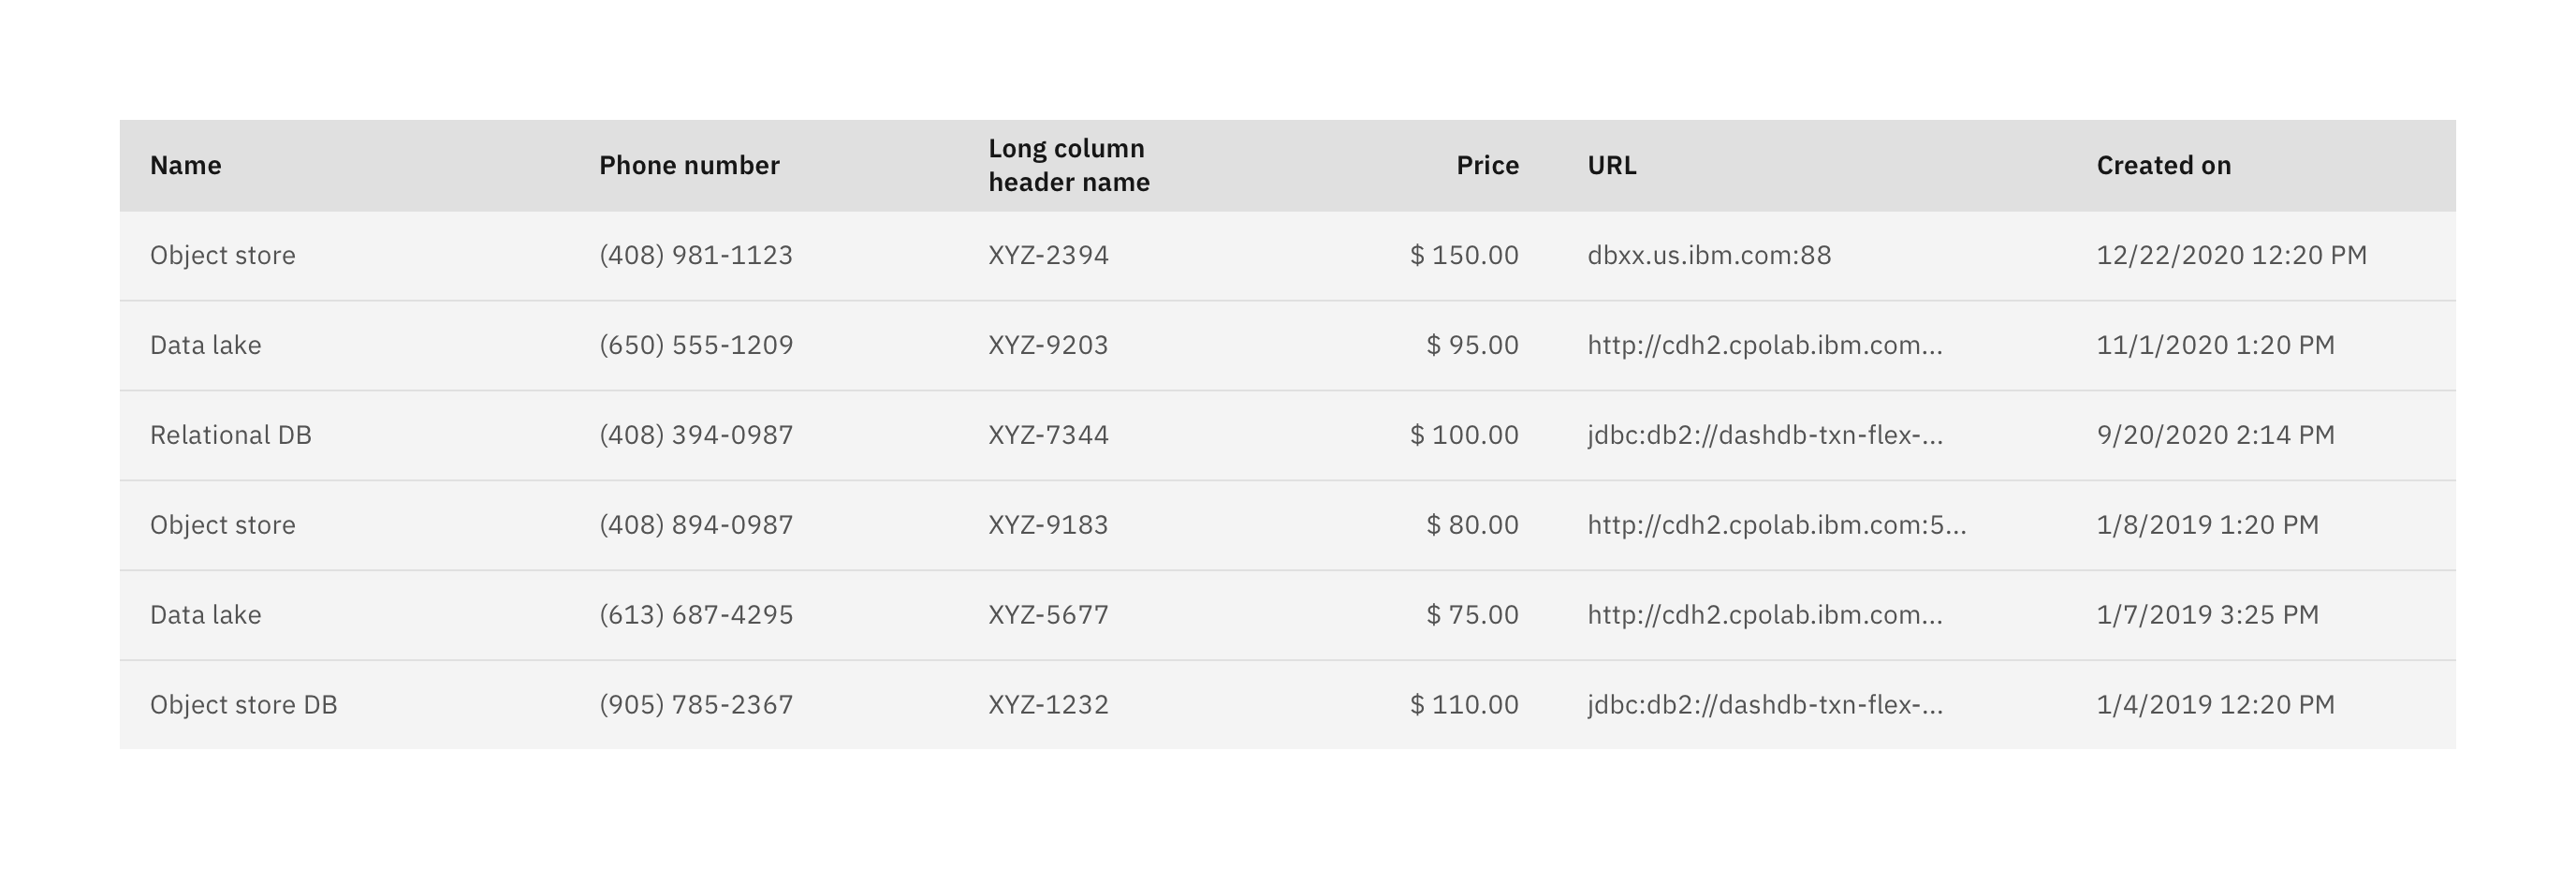 Name Phone number Long column header name Price URL Created on
Object store (408) 981-1123 XYZ-2394 $ 150.00 dbxx.us.ibm.com:88 12/22/2020 12:20 PM
Data lake (650) 555-1209 XYZ-9203 $ 95.00 http://cdh2.cpolab.ibm.com... 11/1/2020 1:20 PM
Relational DB (408) 394-0987 XYZ-7344 $ 100.00 jdbc:db2://dashdb-txn-flex-... 9/20/2020 2:14 PM
Object store (408) 894-0987 XYZ-9183 $ 80.00 http://cdh2.cpolab.ibm.com:5... 1/8/2019 1:20 PM
Data lake (613) 687-4295 XYZ-5677 $ 75.00 http://cdh2.cpolab.ibm.com... 1/7/2019 3:25 PM
Object store DB (905) 785-2367 XYZ-1232 $ 110.00 jdbc:db2://dashdb-txn-flex-... 1/4/2019 12:20 PM